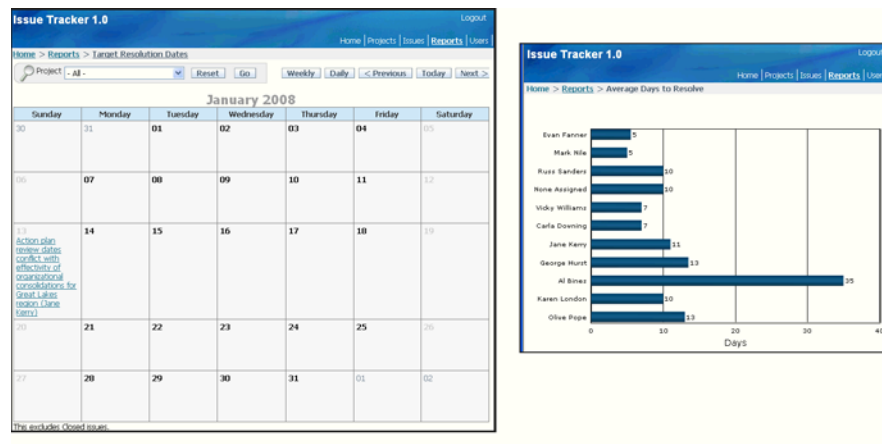 Issue Tracker 1.0
Logout
Home | Projects | Issues | Reports | Users
Home > Reports > Target Resolution Dates
Project - All - Reset Go Weekly Daily < Previous Today Next >
January 2008
Sunday Monday Tuesday Wednesday Thursday Friday Saturday
30 31 01 02 03 04 05
06 07 08 09 10 11 12
13 14 15 16 17 18 19
Action plan
review dates
conflict with
effectivity of
organizational
consolidations for
Great Lakes
region (Jane
Kerry)
20 21 22 23 24 25 26
27 28 29 30 31 01 02
This excludes Closed issues.
Issue Tracker 1.0
Logou
Home | Projects | Issues | Reports | User
Home > Reports > Average Days to Resolve
Evan Fanner 5
Mark Nile 5
Russ Sanders 10
None Assigned 10
Vicky Williams 7
Carla Downing 7
Jane Kerry 11
George Hurst 13
Al Bines 35
Karen London 10
Olive Pope 13
0 10 20 30 40
Days